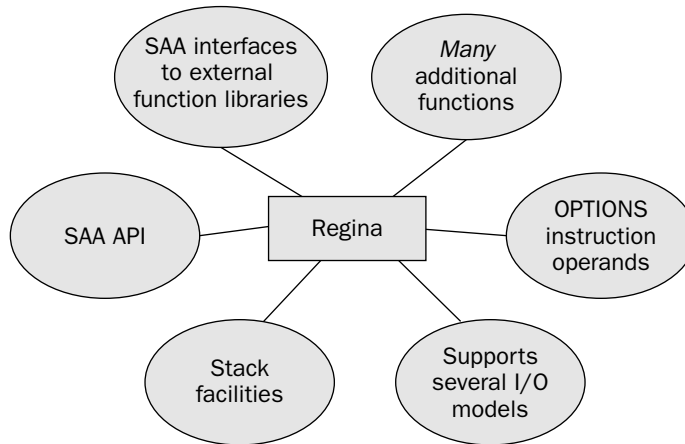 SAA interfaces
to external
function libraries
Many
additional
functions
SAA API
Regina
OPTIONS
instruction
operands
Stack
facilities
Supports
several I/O
models